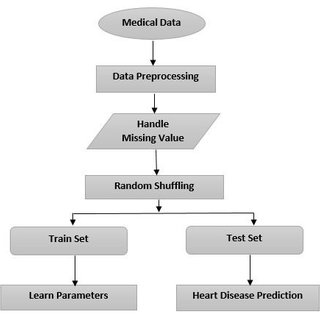 Medical Data
Data Preprocessing
Handle
Missing Value
Random Shuffling
Train Set
Test Set
Learn Parameters
Heart Disease Prediction